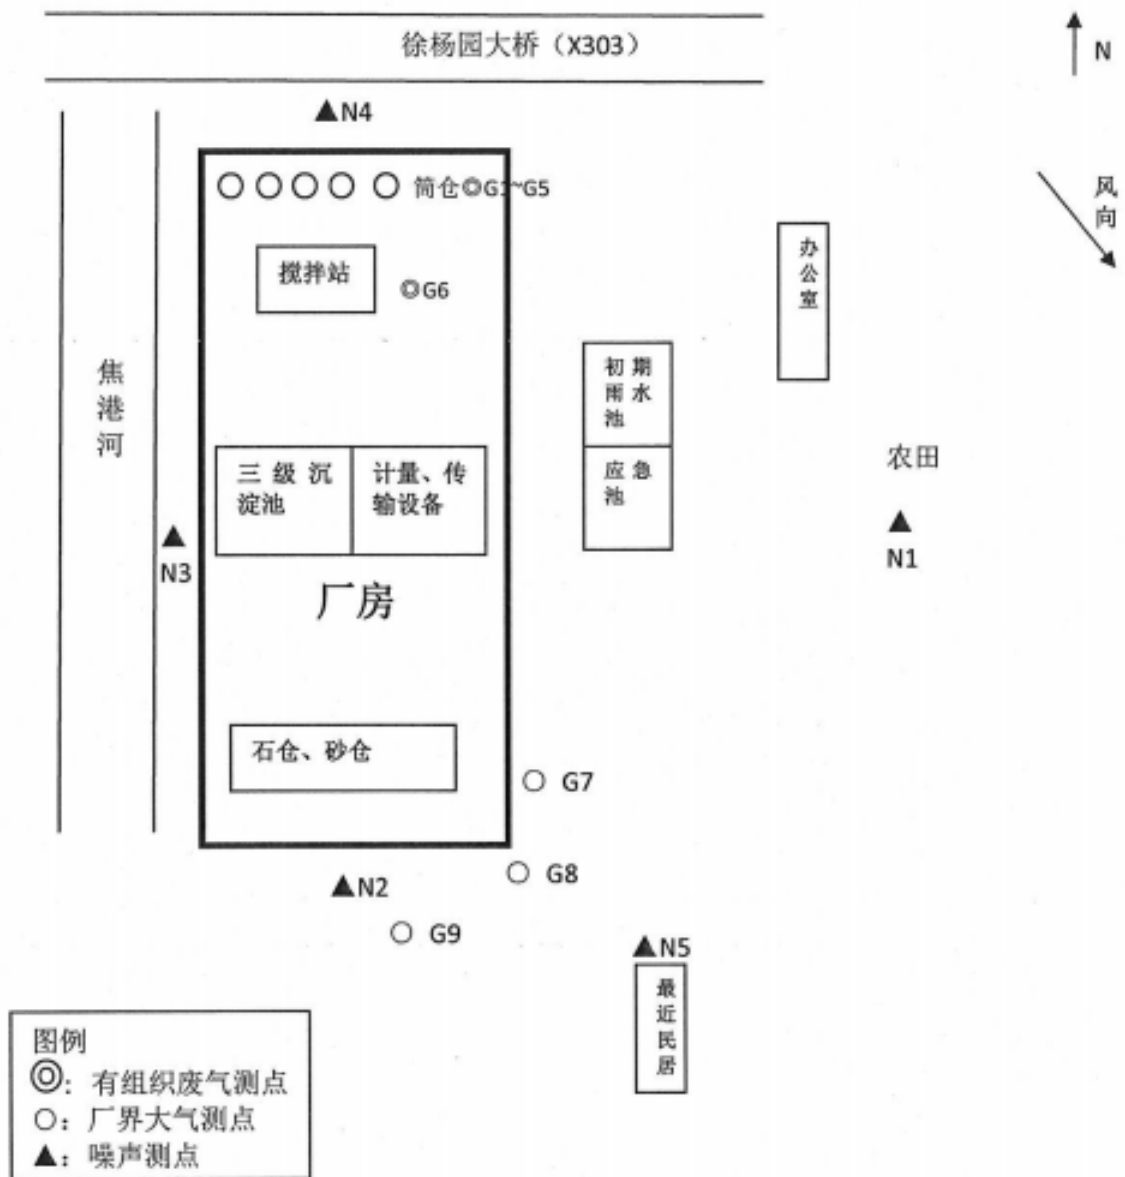 徐杨园大桥（X303）
N
▲N4
风
向
筒仓◎G1~G5
办
公
室
搅拌站
◎G6
初 期
雨 水
池
焦
港
河
农田
三 级 沉
淀池
计量、传
输设备
应 急
池
▲
N1
▲
N3
厂房
石仓、砂仓
○ G7
○ G8
▲N2
○ G9
▲N5
最
近
民
居
图例
◎：有组织废气测点
○：厂界大气测点
▲：噪声测点